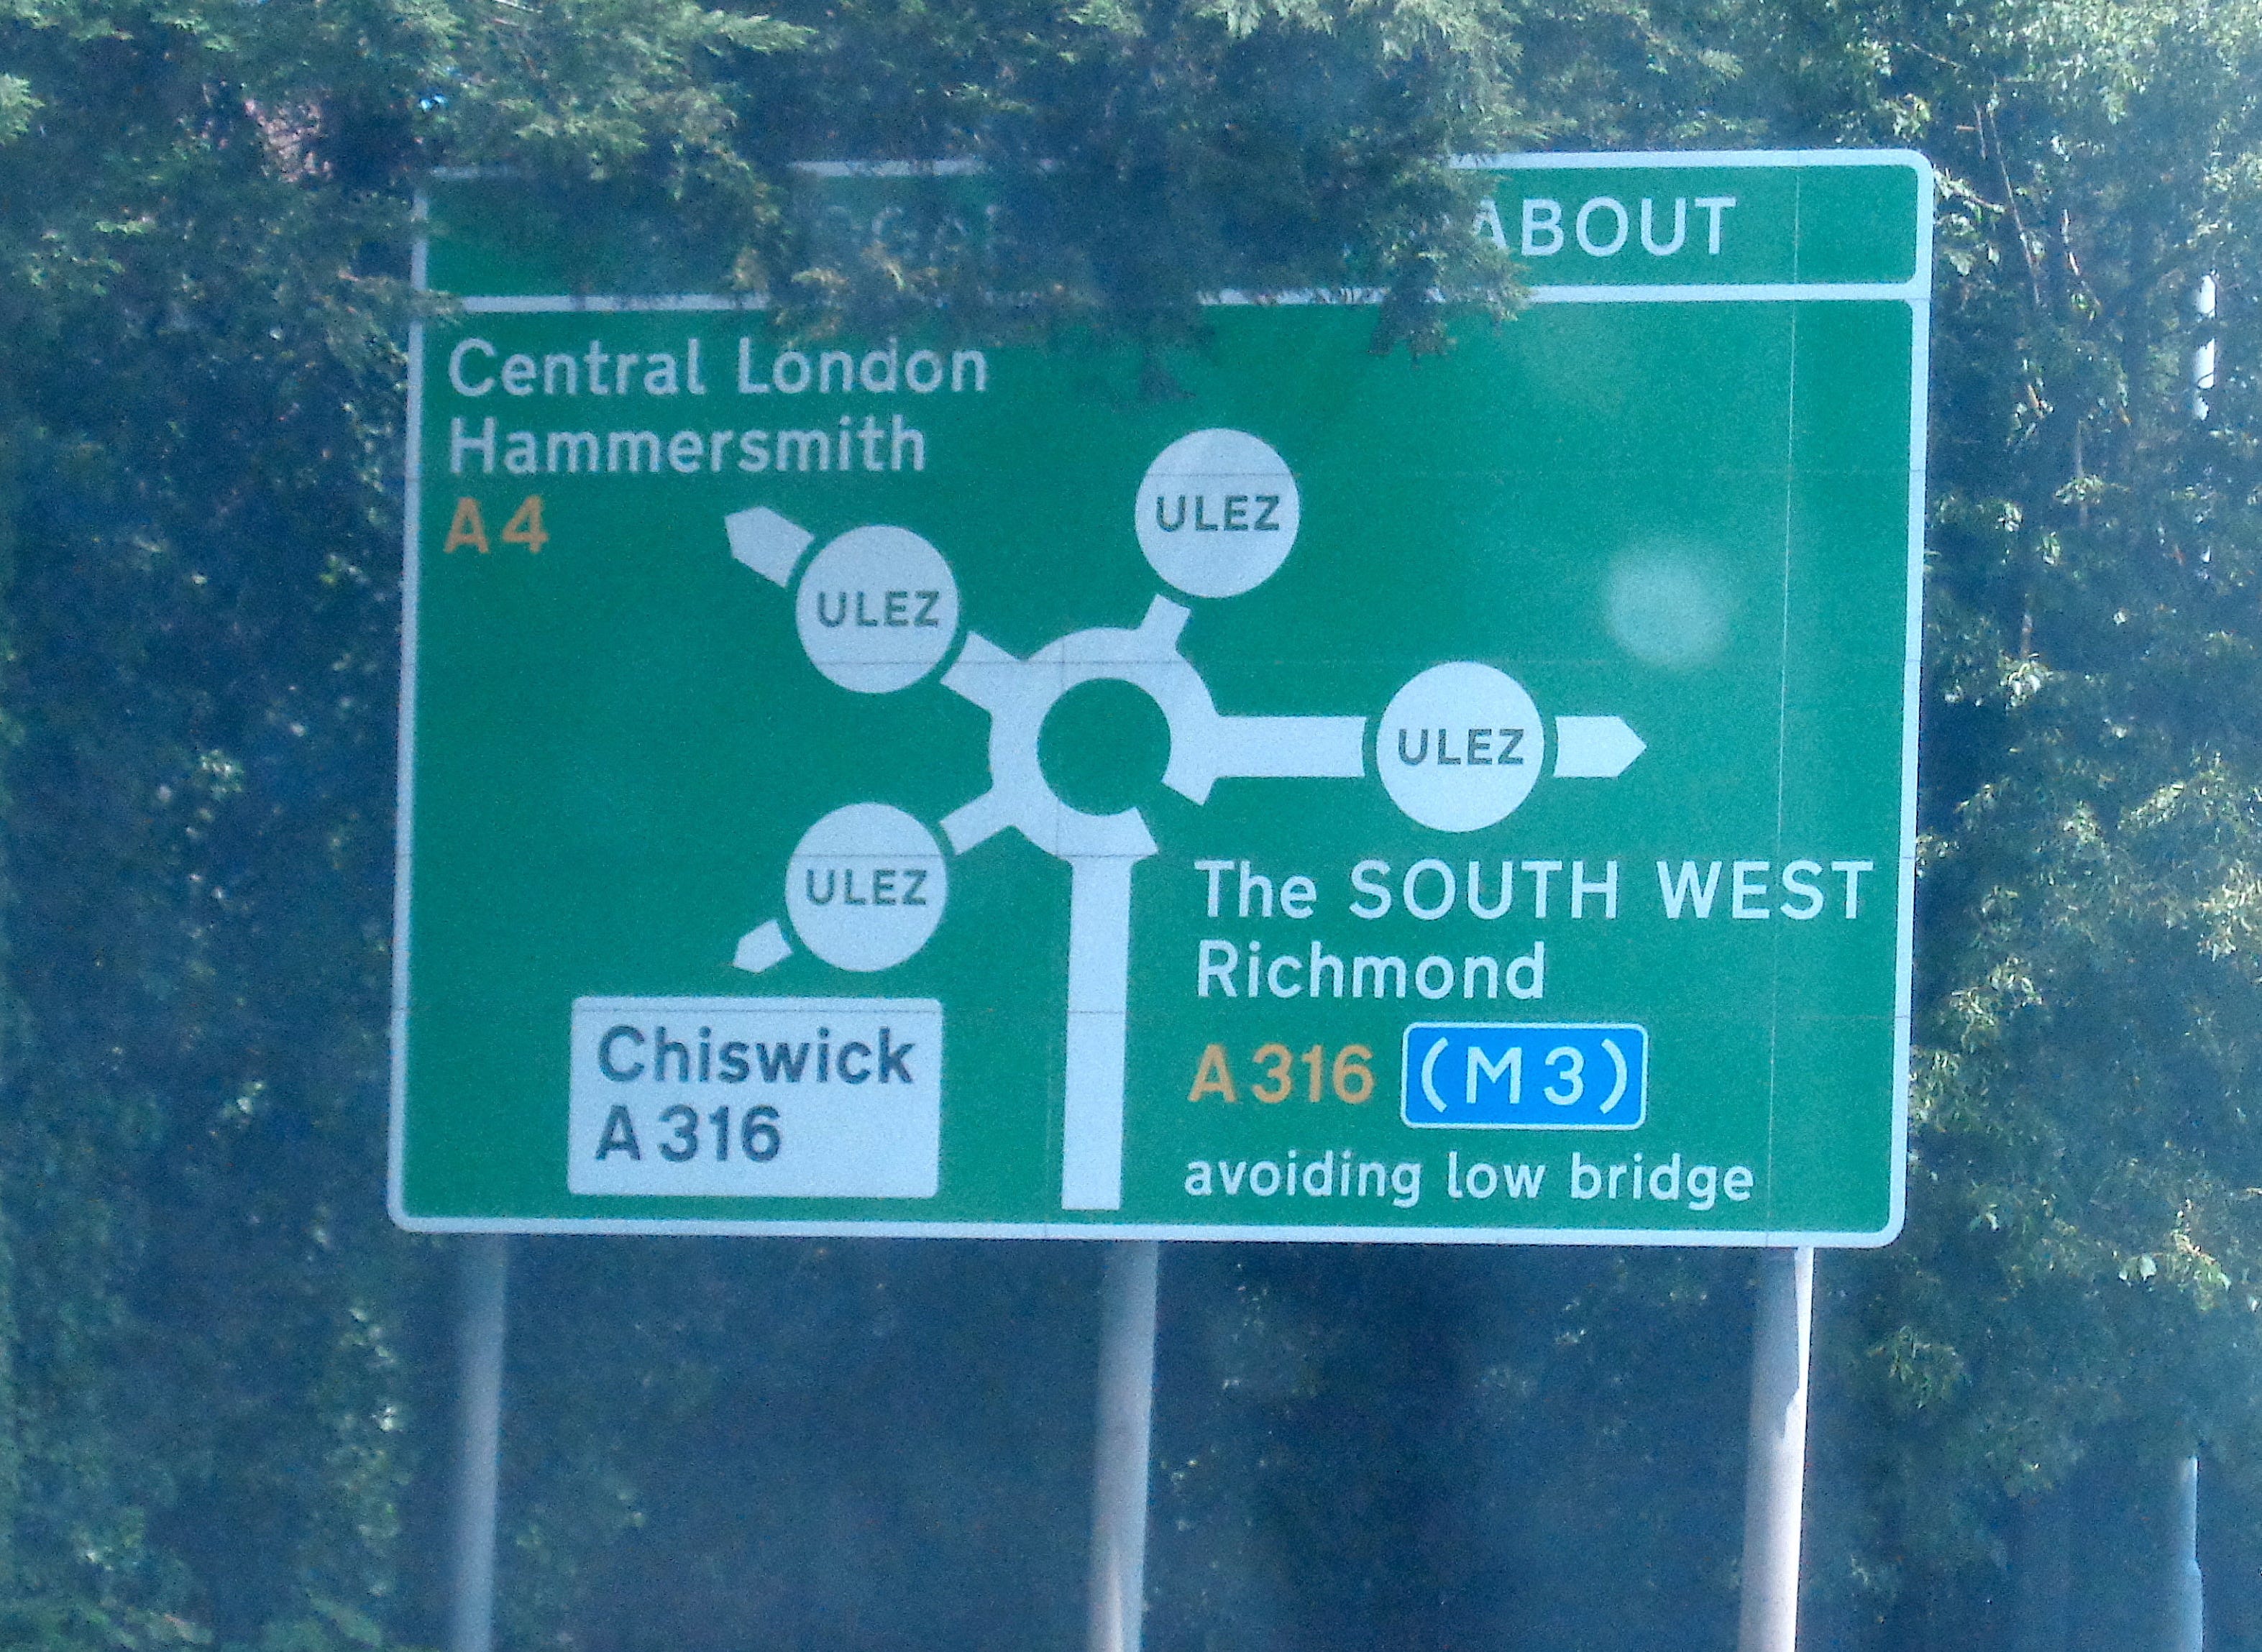 ABOUT
Central London
Hammersmith
A4
ULEZ
ULEZ
ULEZ
ULEZ
The SOUTH WEST
Richmond
A316 (M3)
avoiding low bridge
Chiswick
A316